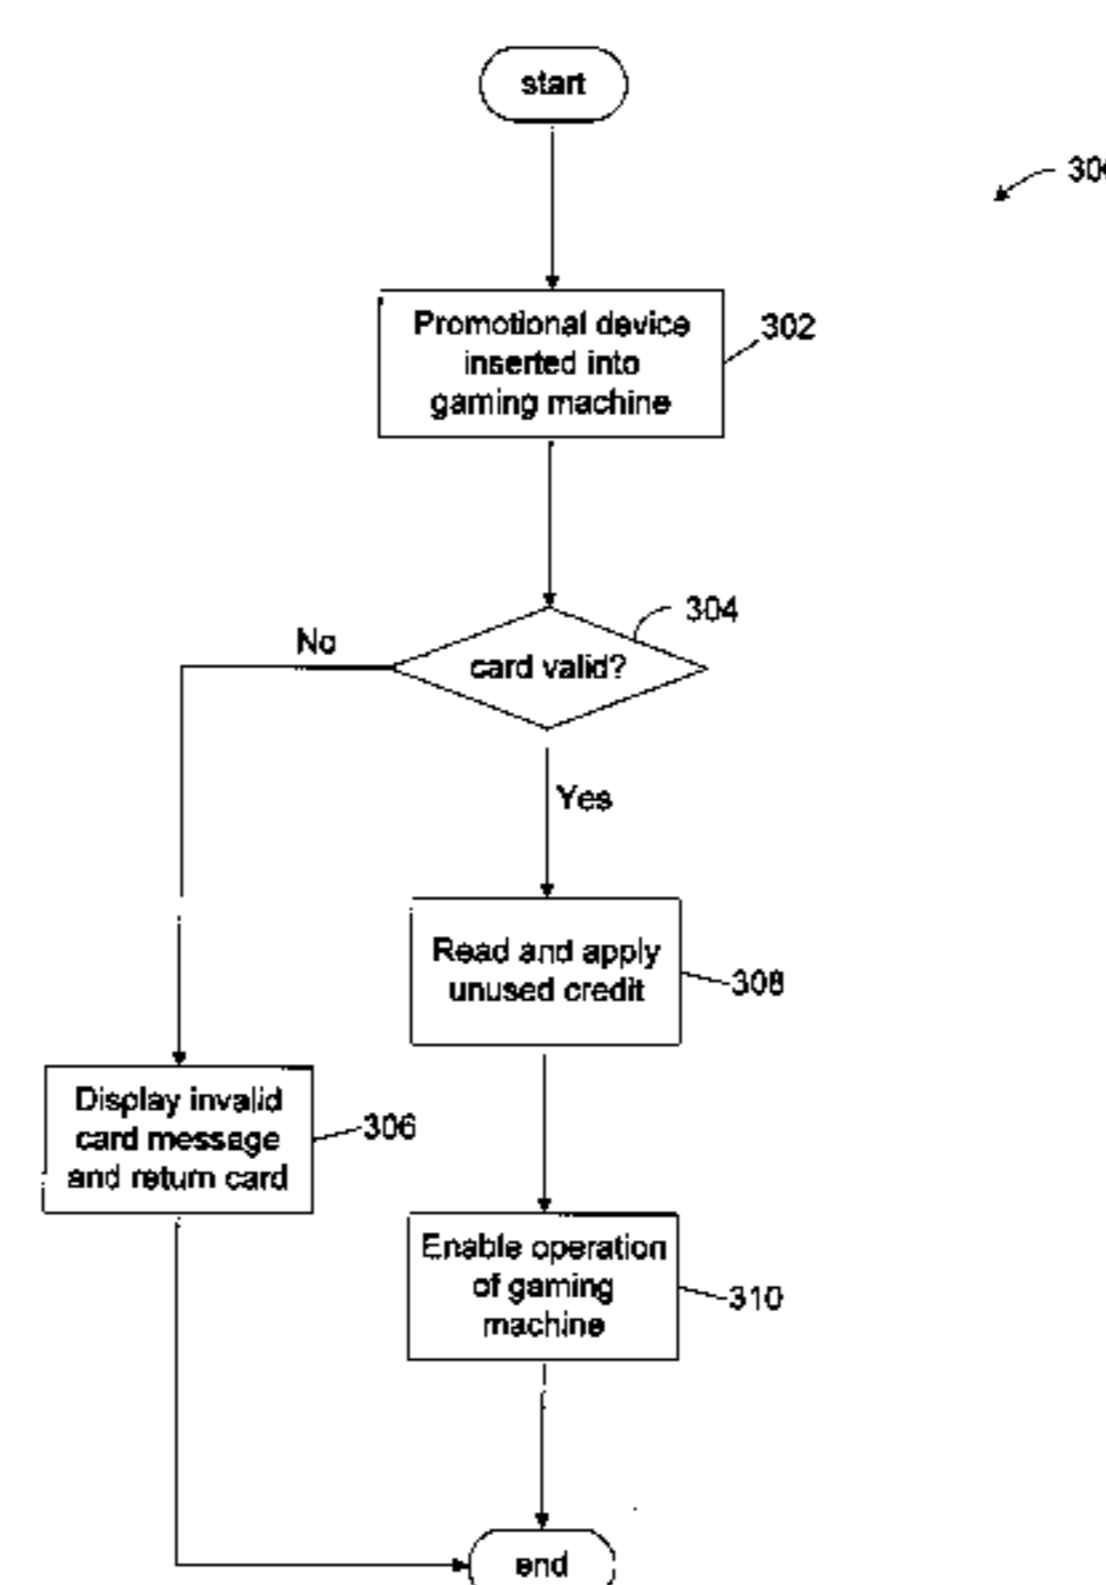 start
Promotional device
inserted into
gaming machine
302
304
No
card valid?
Yes
Read and apply
unused credit
308
Display invalid
card message
and return card
306
Enable operation
of gaming
machine
310
end